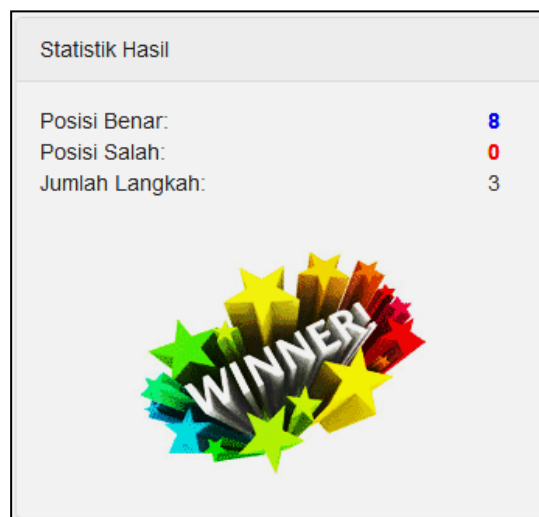 Statistik Hasil
Posisi Benar: 8
Posisi Salah: 0
Jumlah Langkah: 3
WINNER!